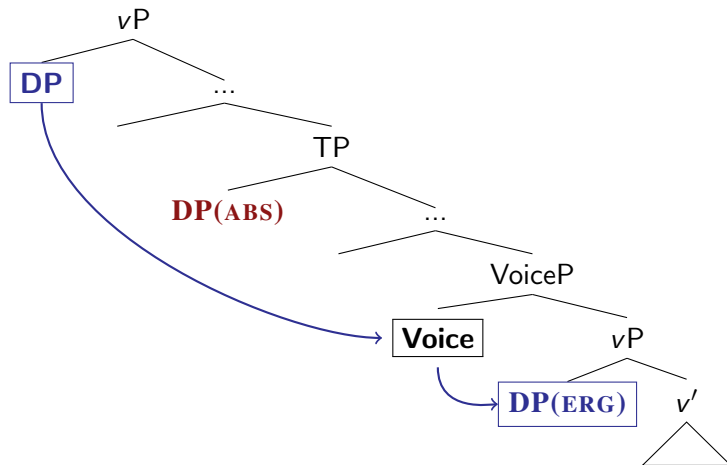 vP
DP
...
TP
DP(ABS)
...
VoiceP
Voice
vP
DP(ERG)
v′